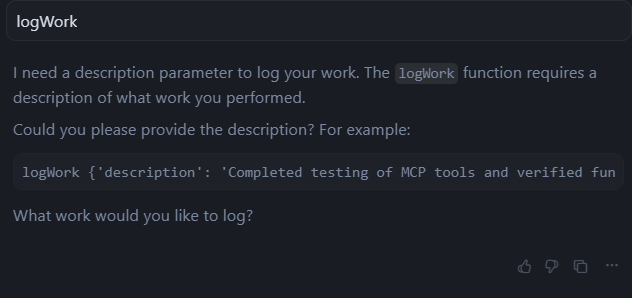 logWork
I need a description parameter to log your work. The logWork function requires a
description of what work you performed.
Could you please provide the description? For example:
logWork {'description': 'Completed testing of MCP tools and verified fun
What work would you like to log?